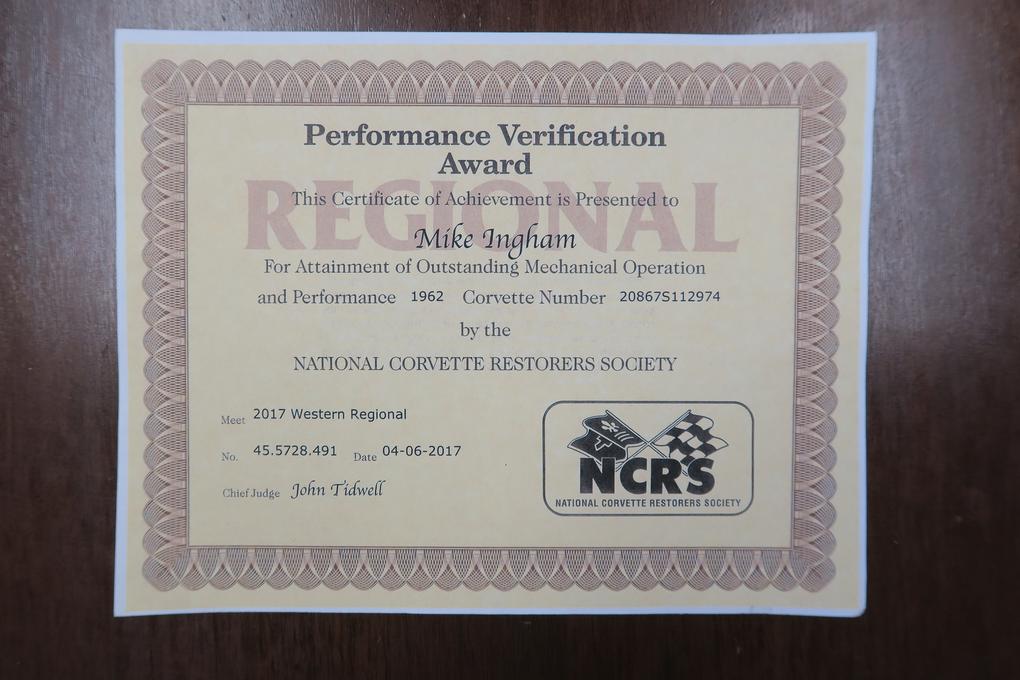 Performance Verification
Award
REGIONAL
This Certificate of Achievement is Presented to
Mike Ingham
For Attainment of Outstanding Mechanical Operation
and Performance 1962 Corvette Number 20867S112974
by the
NATIONAL CORVETTE RESTORERS SOCIETY
Meet 2017 Western Regional
No. 45.5728.491 Date 04-06-2017
Chief Judge John Tidwell
NCRS
NATIONAL CORVETTE RESTORERS SOCIETY